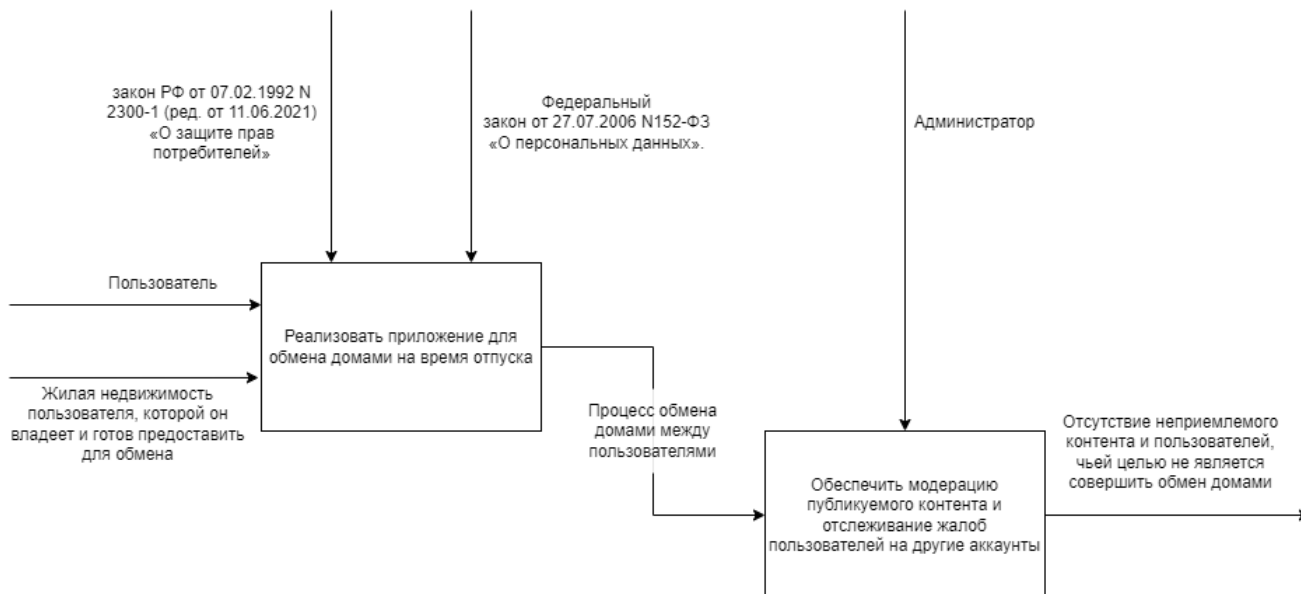 закон РФ от 07.02.1992 N
2300-1 (ред. от 11.06.2021)
«О защите прав
потребителей»
Федеральный
закон от 27.07.2006 N152-ФЗ
«О персональных данных».
Администратор
Пользователь
Жилая недвижимость
пользователя, которой он
владеет и готов предоставить
для обмена
Реализовать приложение для
обмена домами на время отпуска
Процесс обмена
домами между
пользователями
Обеспечить модерацию
публикуемого контента и
отслеживание жалоб
пользователей на другие аккаунты
Отсутствие неприемлемого
контента и пользователей,
чьей целью не является
совершить обмен домами